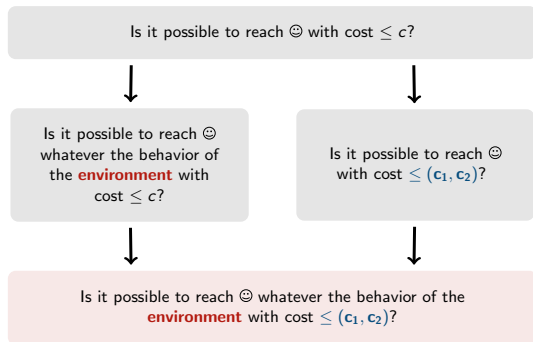 Is it possible to reach ☺ with cost ≤ c?
Is it possible to reach ☺
whatever the behavior of
the environment with
cost ≤ c?
Is it possible to reach ☺
with cost ≤ (c₁, c₂)?
Is it possible to reach ☺ whatever the behavior of the
environment with cost ≤ (c₁, c₂)?